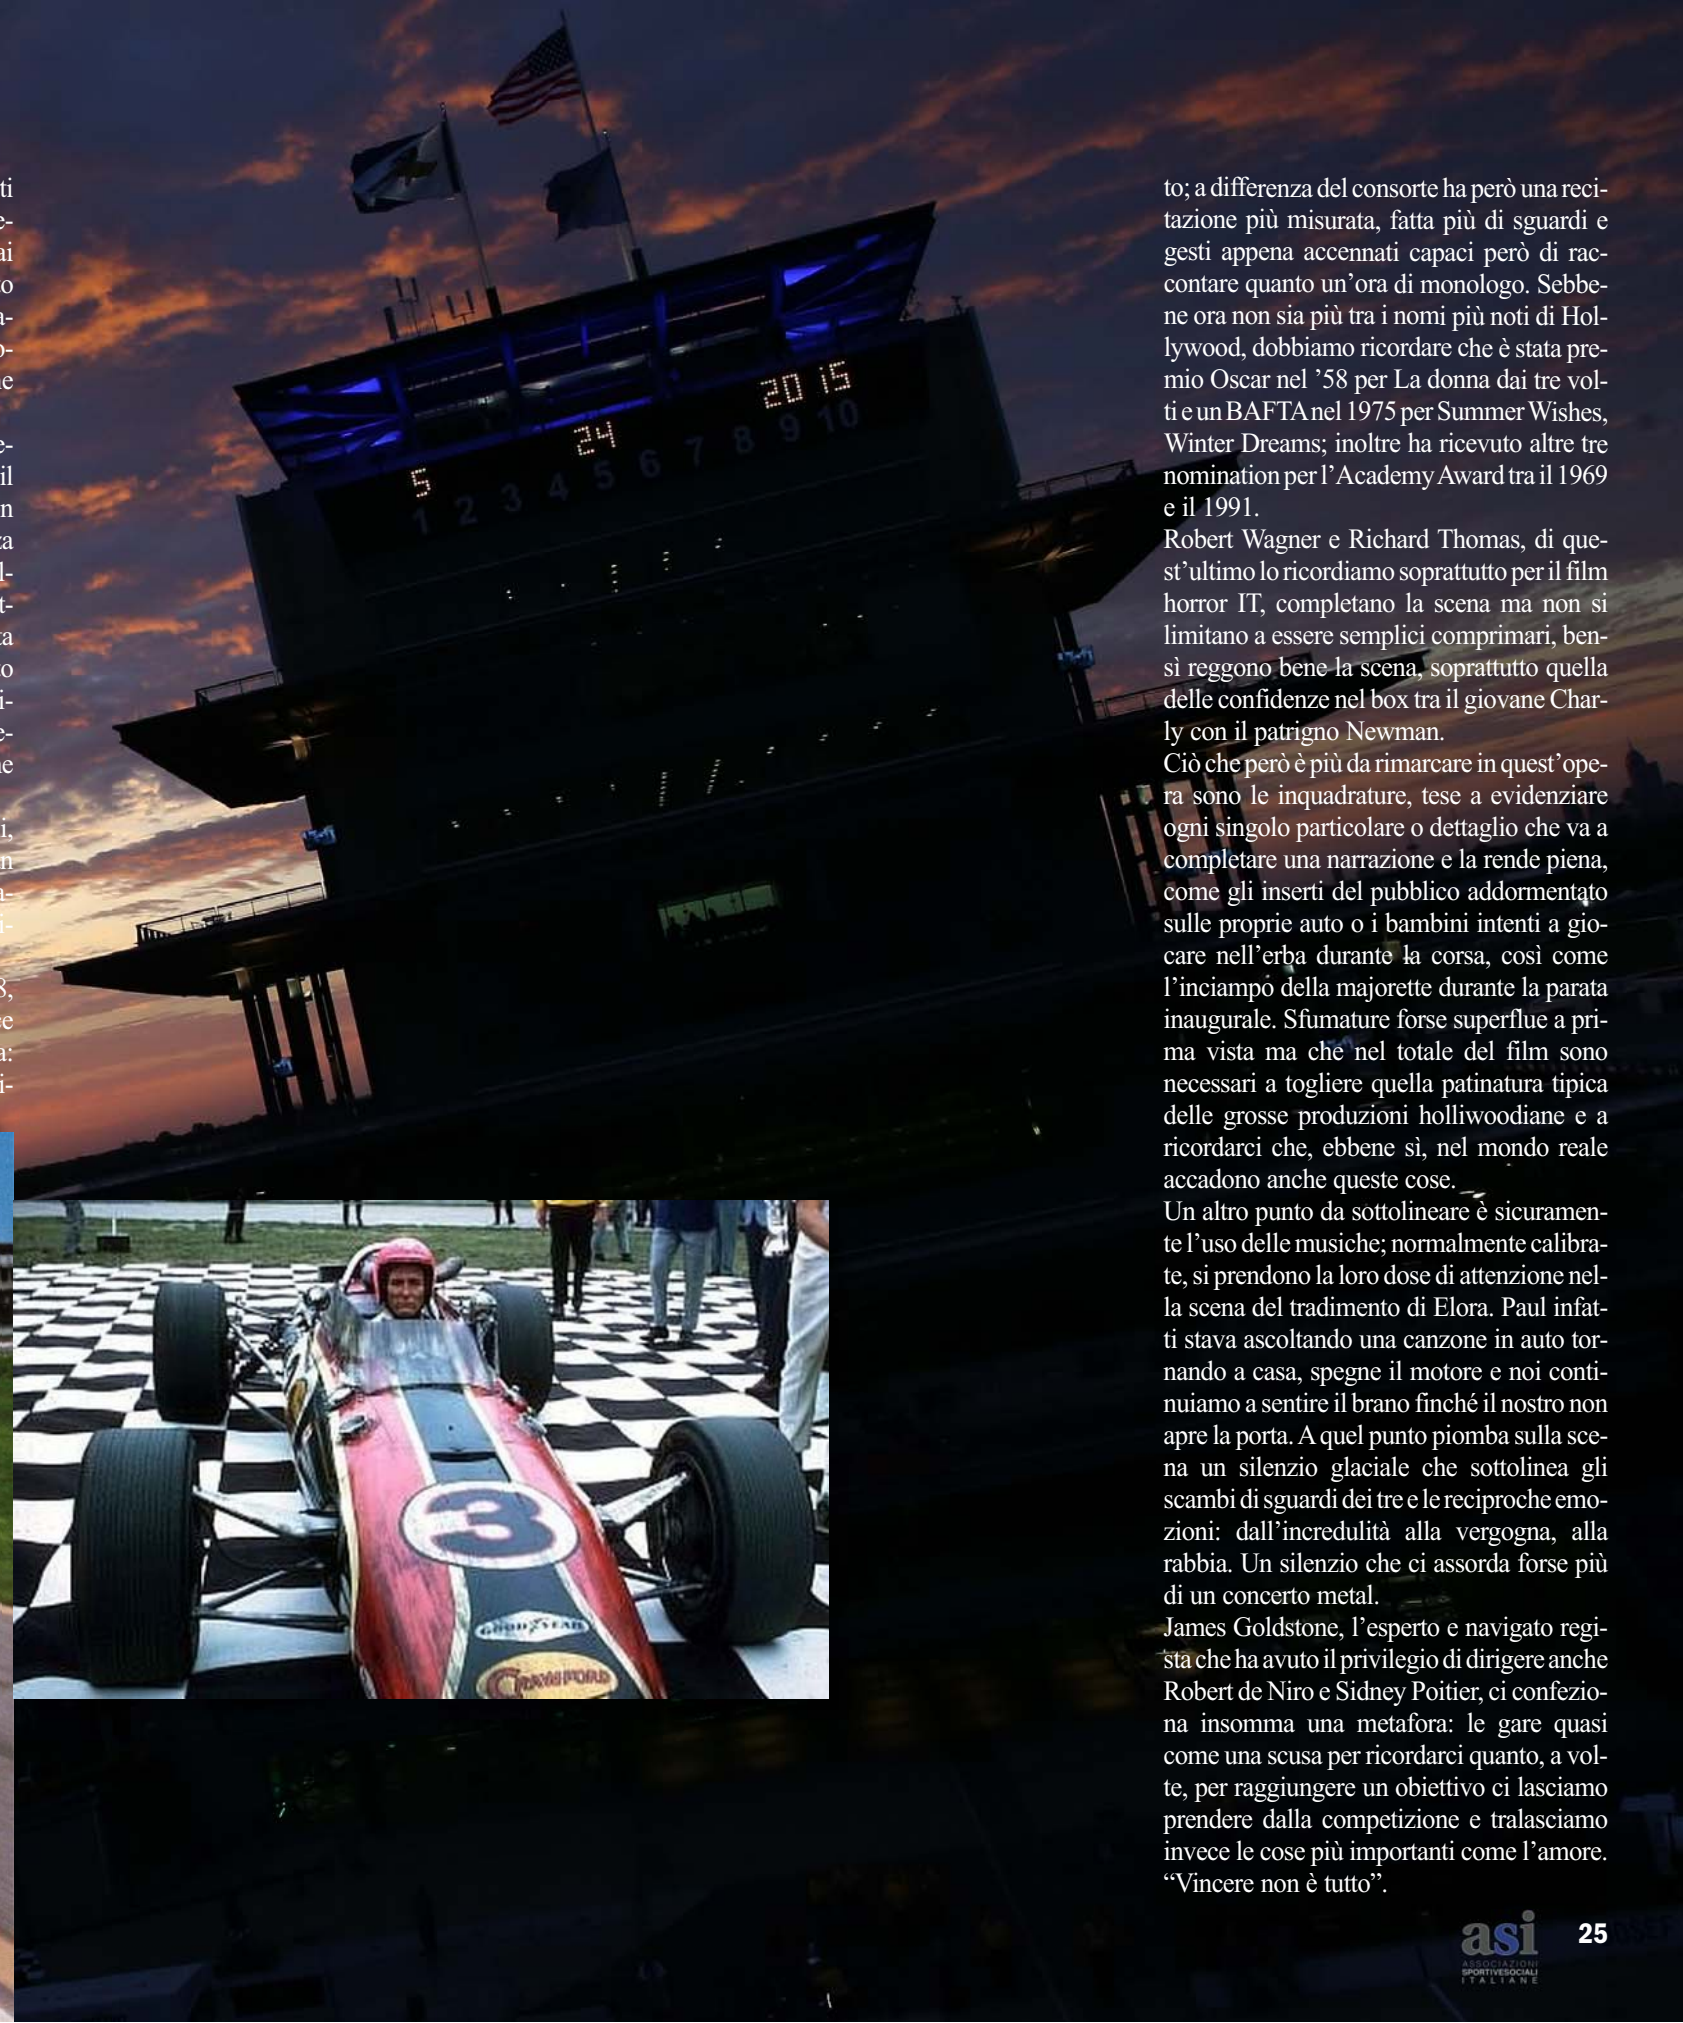 ti
e-
ai
to
a-
o-
ne
e-
il
n
za
l-
t-
ta
to
i-
e-
ne
i,
in
a-
i-
8,
ce
a:
i-
5
24
20 15
1 2 3 4 5 6 7 8 9 10
3
GOODYEAR
CRAWFORD
to; a differenza del consorte ha però una reci-
tazione più misurata, fatta più di sguardi e
gesti appena accennati capaci però di rac-
contare quanto un’ora di monologo. Sebbe-
ne ora non sia più tra i nomi più noti di Hol-
lywood, dobbiamo ricordare che è stata pre-
mio Oscar nel ’58 per La donna dai tre vol-
ti e un BAFTA nel 1975 per Summer Wishes,
Winter Dreams; inoltre ha ricevuto altre tre
nomination per l’Academy Award tra il 1969
e il 1991.
Robert Wagner e Richard Thomas, di que-
st’ultimo lo ricordiamo soprattutto per il film
horror IT, completano la scena ma non si
limitano a essere semplici comprimari, ben-
sì reggono bene la scena, soprattutto quella
delle confidenze nel box tra il giovane Char-
ly con il patrigno Newman.
Ciò che però è più da rimarcare in quest’ope-
ra sono le inquadrature, tese a evidenziare
ogni singolo particolare o dettaglio che va a
completare una narrazione e la rende piena,
come gli inserti del pubblico addormentato
sulle proprie auto o i bambini intenti a gio-
care nell’erba durante la corsa, così come
l’inciampo della majorette durante la parata
inaugurale. Sfumature forse superflue a pri-
ma vista ma che nel totale del film sono
necessari a togliere quella patinatura tipica
delle grosse produzioni holliwoodiane e a
ricordarci che, ebbene sì, nel mondo reale
accadono anche queste cose.
Un altro punto da sottolineare è sicuramen-
te l’uso delle musiche; normalmente calibra-
te, si prendono la loro dose di attenzione nel-
la scena del tradimento di Elora. Paul infat-
ti stava ascoltando una canzone in auto tor-
nando a casa, spegne il motore e noi conti-
nuiamo a sentire il brano finché il nostro non
apre la porta. A quel punto piomba sulla sce-
na un silenzio glaciale che sottolinea gli
scambi di sguardi dei tre e le reciproche emo-
zioni: dall’incredulità alla vergogna, alla
rabbia. Un silenzio che ci assorda forse più
di un concerto metal.
James Goldstone, l’esperto e navigato regi-
sta che ha avuto il privilegio di dirigere anche
Robert de Niro e Sidney Poitier, ci confezio-
na insomma una metafora: le gare quasi
come una scusa per ricordarci quanto, a vol-
te, per raggiungere un obiettivo ci lasciamo
prendere dalla competizione e tralasciamo
invece le cose più importanti come l’amore.
“Vincere non è tutto”.
asi
ASSOCIAZIONI
SPORTIVESOCIALI
ITALIANE
25